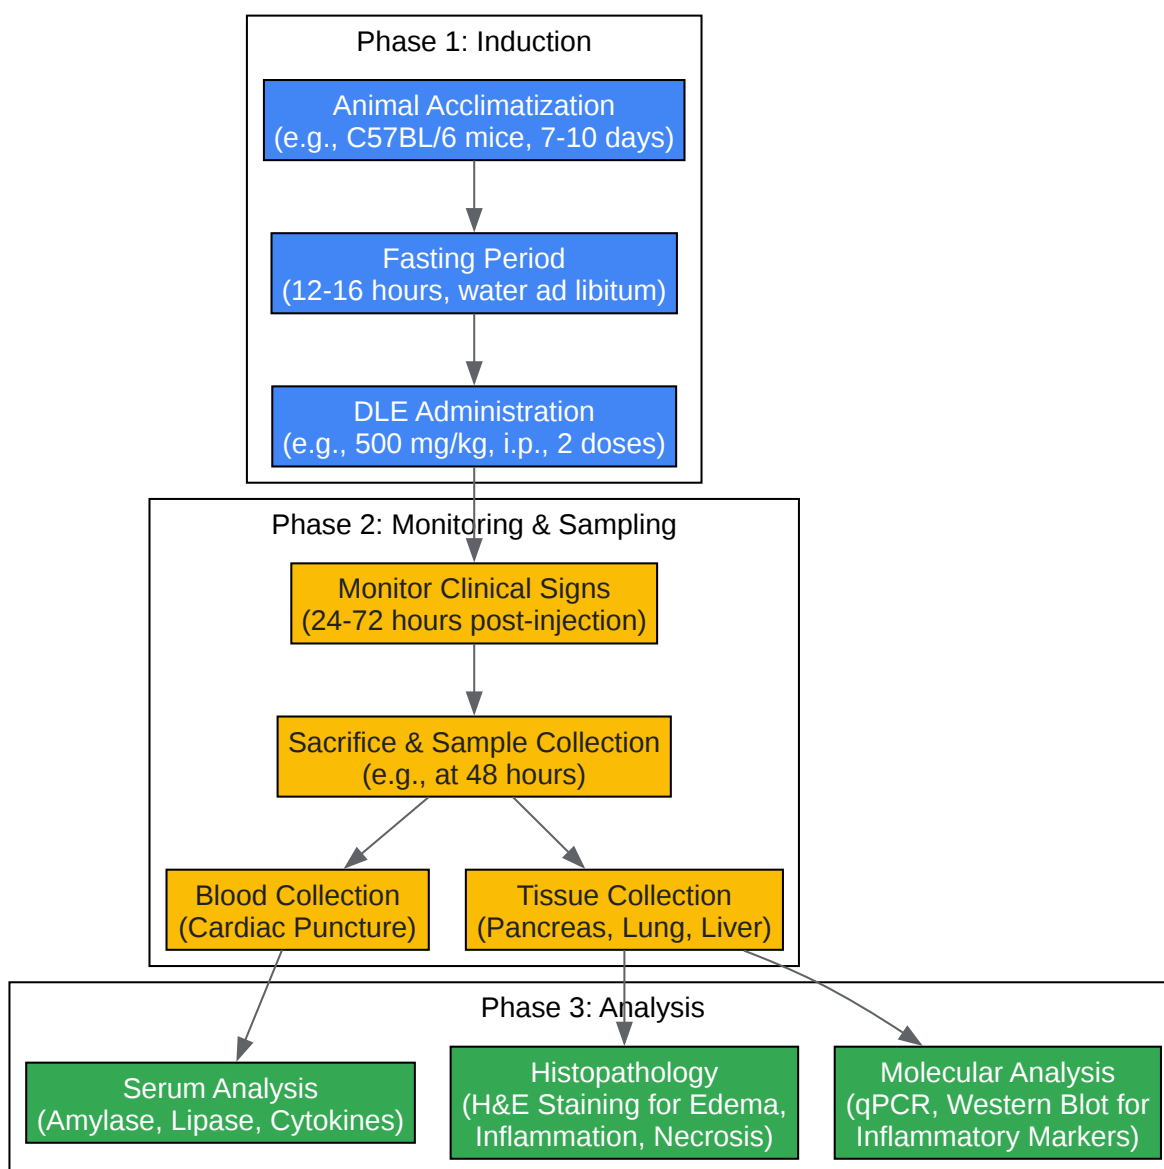 Phase 1: Induction
Animal Acclimatization
(e.g., C57BL/6 mice, 7-10 days)
Fasting Period
(12-16 hours, water ad libitum)
DLE Administration
(e.g., 500 mg/kg, i.p., 2 doses)
Phase 2: Monitoring & Sampling
Monitor Clinical Signs
(24-72 hours post-injection)
Sacrifice & Sample Collection
(e.g., at 48 hours)
Blood Collection
(Cardiac Puncture)
Tissue Collection
(Pancreas, Lung, Liver)
Phase 3: Analysis
Serum Analysis
(Amylase, Lipase, Cytokines)
Histopathology
(H&E Staining for Edema,
Inflammation, Necrosis)
Molecular Analysis
(qPCR, Western Blot for
Inflammatory Markers)